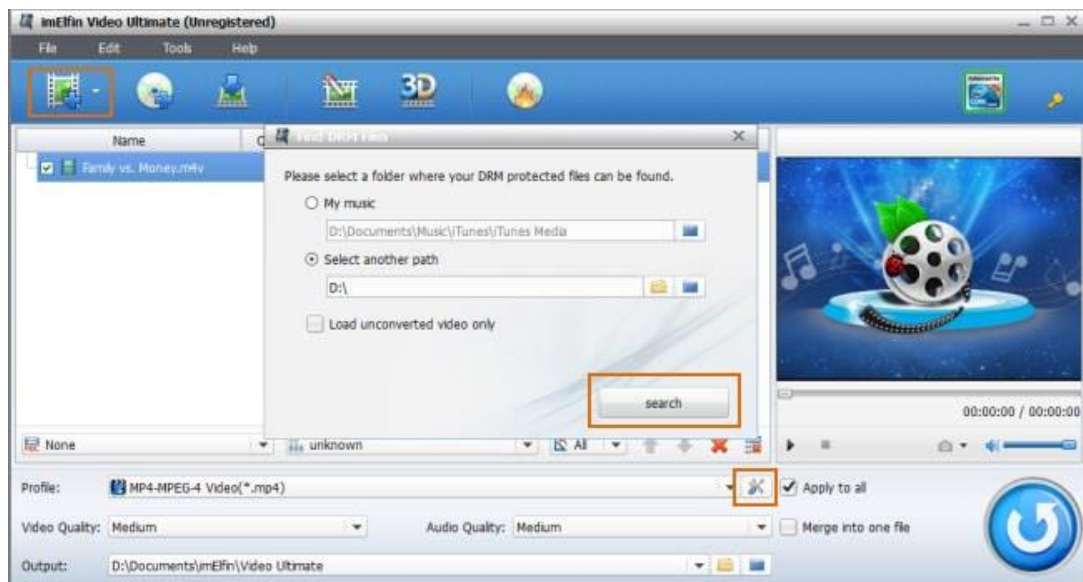 imElfin Video Ultimate (Unregistered)
File Edit Tools Help
3D
Name
Find DRM Files
Family vs. Money.m4v
Please select a folder where your DRM protected files can be found.
My music
D:\Documents\Music\iTunes\iTunes Media
Select another path
D:\
Load unconverted video only
search
00:00:00 / 00:00:00
None
unknown
All
Profile: MP4-MPEG-4 Video(*.mp4)
Apply to all
Video Quality: Medium
Audio Quality: Medium
Merge into one file
Output: D:\Documents\imElfin\Video Ultimate